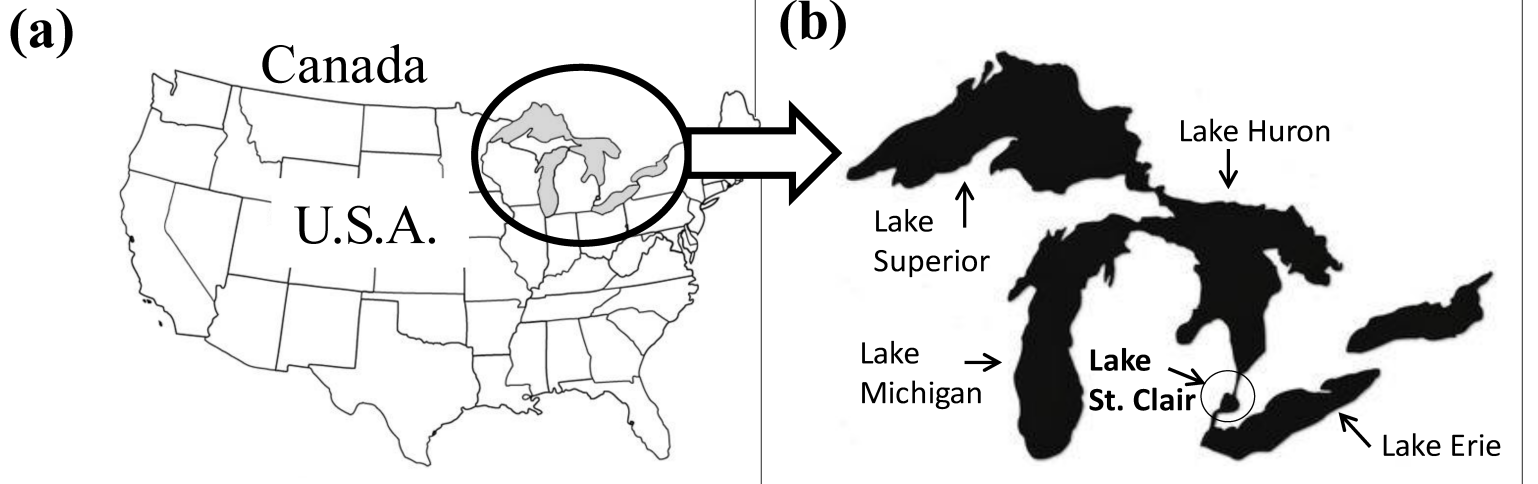 (a)
Canada
U.S.A.
(b)
Lake Huron
Lake
Superior
Lake
Michigan
Lake
St. Clair
Lake Erie